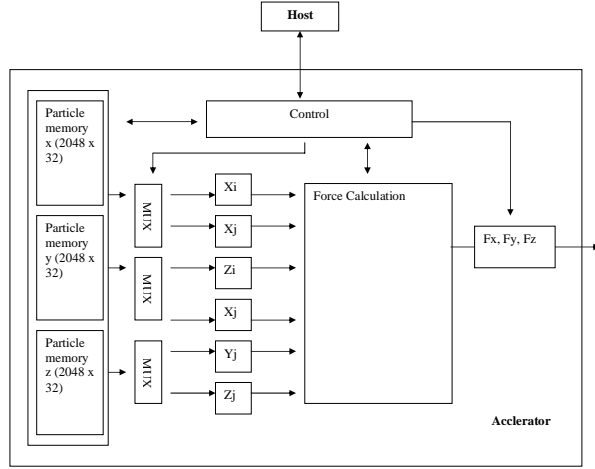 Host
Control
Particle
memory
x (2048 x
32)
Particle
memory
y (2048 x
32)
Particle
memory
z (2048 x
32)
MUX
MUX
MUX
Xi
Xj
Zi
Xj
Yj
Zj
Force Calculation
Fx, Fy, Fz
Acclerator